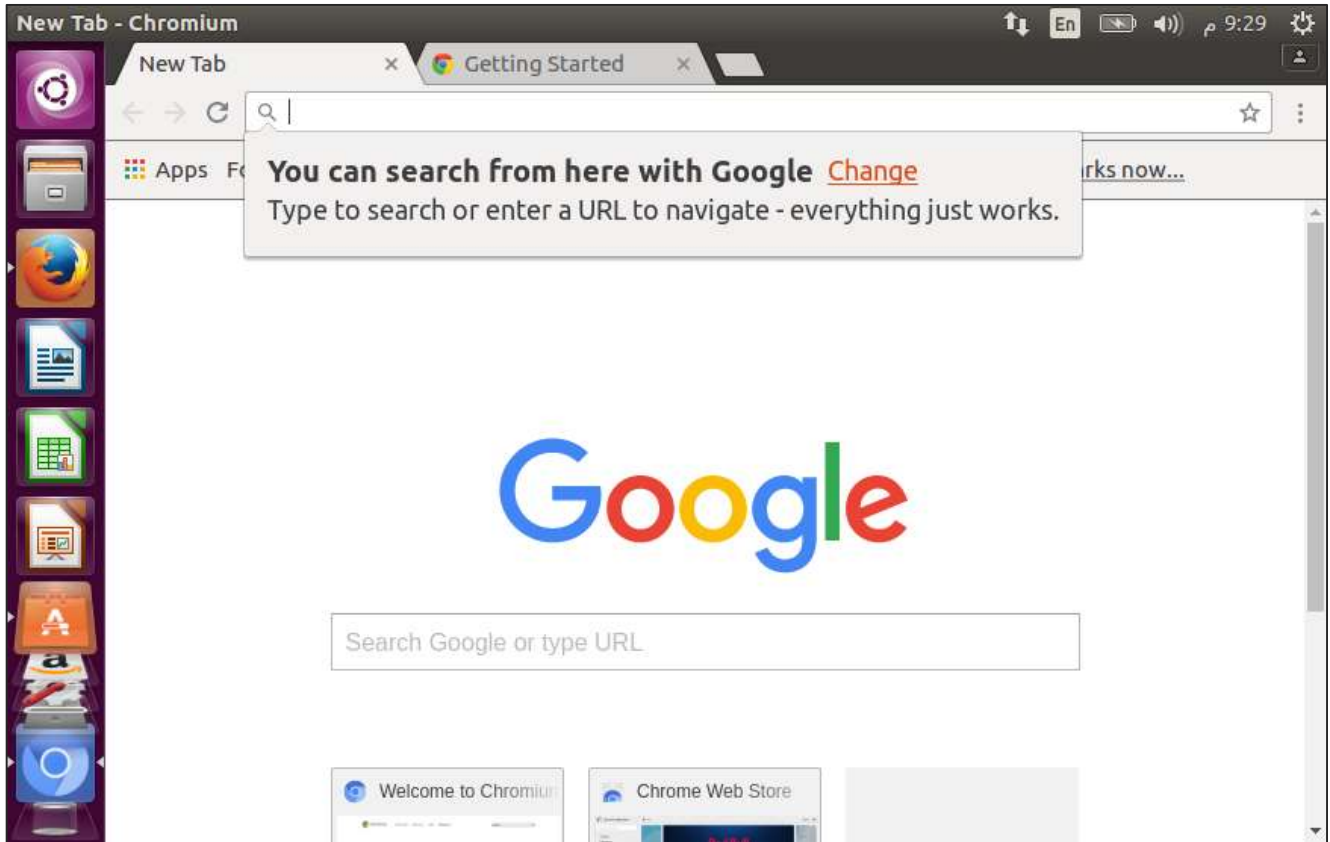 New Tab - Chromium
En
9:29 م
New Tab
Getting Started
Apps
You can search from here with Google Change
rks now...
Type to search or enter a URL to navigate - everything just works.
Google
Search Google or type URL
Welcome to Chromiu
Chrome Web Store